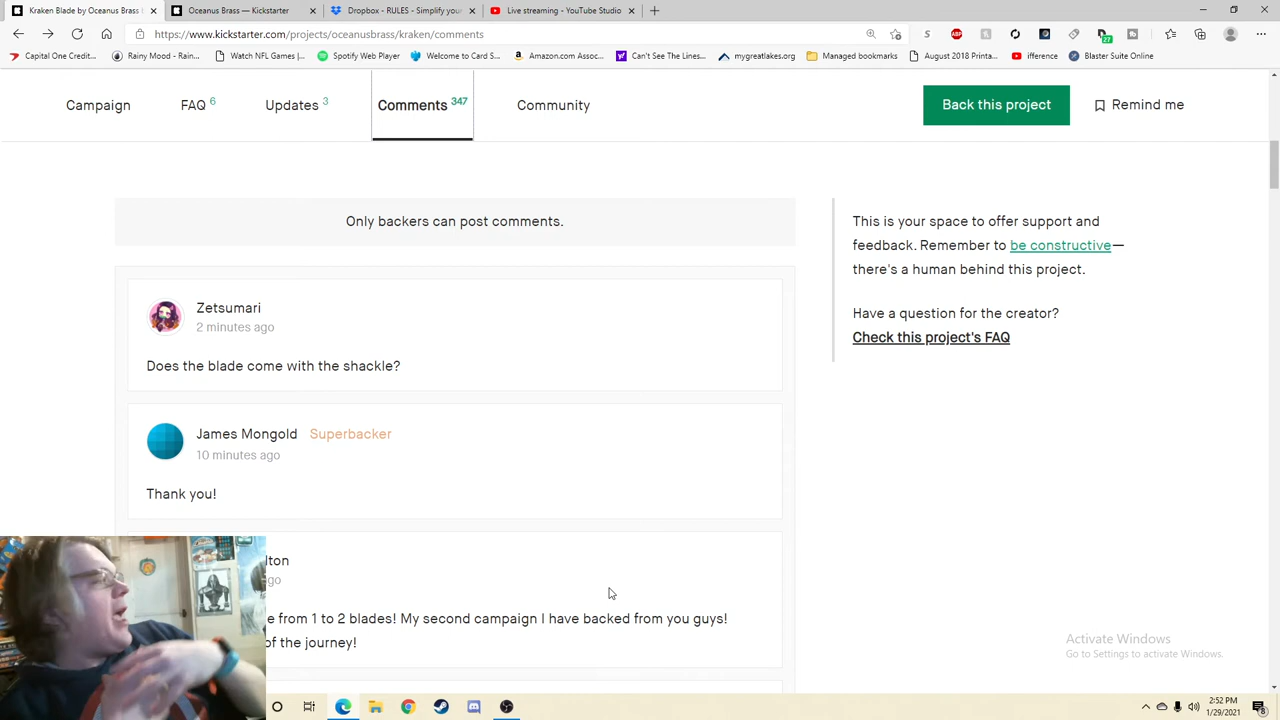 Kraken Blade by Oceanus Brass
Oceanus Brass — Kickstarter
Dropbox - RULES - Simplify your
Live streaming - YouTube Studio
https://www.kickstarter.com/projects/oceanusbrass/kraken/comments
Capital One Credit...
Rainy Mood - Rain...
Watch NFL Games |...
Spotify Web Player
Welcome to Card S...
Amazon.com Assoc...
Can't See The Lines...
mygreatlakes.org
Managed bookmarks
August 2018 Printa...
ifference
Blaster Suite Online
ABP
27
Campaign
FAQ 6
Updates 3
Comments 347
Community
Back this project
Remind me
Only backers can post comments.
Zetsumari
2 minutes ago
Does the blade come with the shackle?
James Mongold Superbacker
10 minutes ago
Thank you!
lton
go
e from 1 to 2 blades! My second campaign I have backed from you guys!
of the journey!
This is your space to offer support and
feedback. Remember to be constructive—
there's a human behind this project.
Have a question for the creator?
Check this project's FAQ
Activate Windows
Go to Settings to activate Windows.
2:52 PM
1/29/2021
8